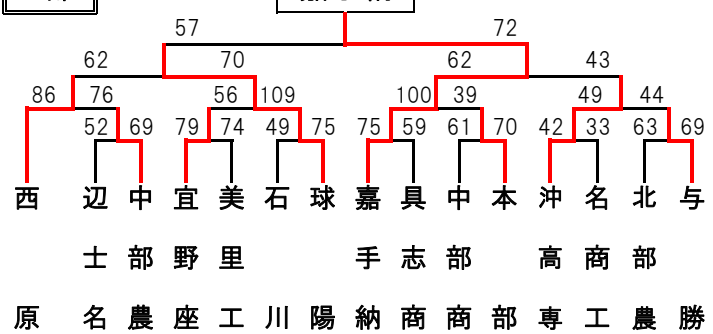 57 72
62 70 62 43
86 76 56 109 100 39 49 44
52 69 79 74 49 75 75 59 61 70 42 33 63 69
西原
辺士名
中部農
宜野座
美里工
石川
球陽
嘉手納
具志商
中部商
本部
沖高専
名商工
北部農
与勝